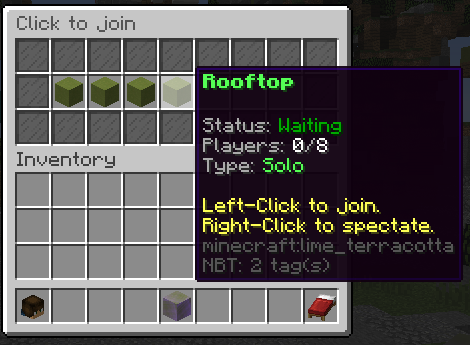 Click to join
Rooftop
Status: Waiting
Players: 0/8
Type: Solo
Left-Click to join.
Right-Click to spectate.
minecraft:lime_terracotta
NBT: 2 tag(s)
Inventory